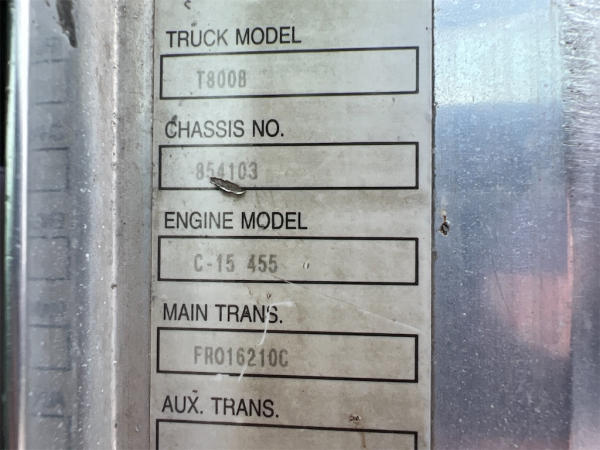 TRUCK MODEL
T800B
CHASSIS NO.
854103
ENGINE MODEL
C-15 455
MAIN TRANS.
FRO16210C
AUX. TRANS.